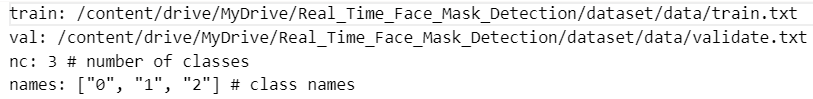 train: /content/drive/MyDrive/Real_Time_Face_Mask_Detection/dataset/data/train.txt
val: /content/drive/MyDrive/Real_Time_Face_Mask_Detection/dataset/data/validate.txt
nc: 3 # number of classes
names: ["0", "1", "2"] # class names